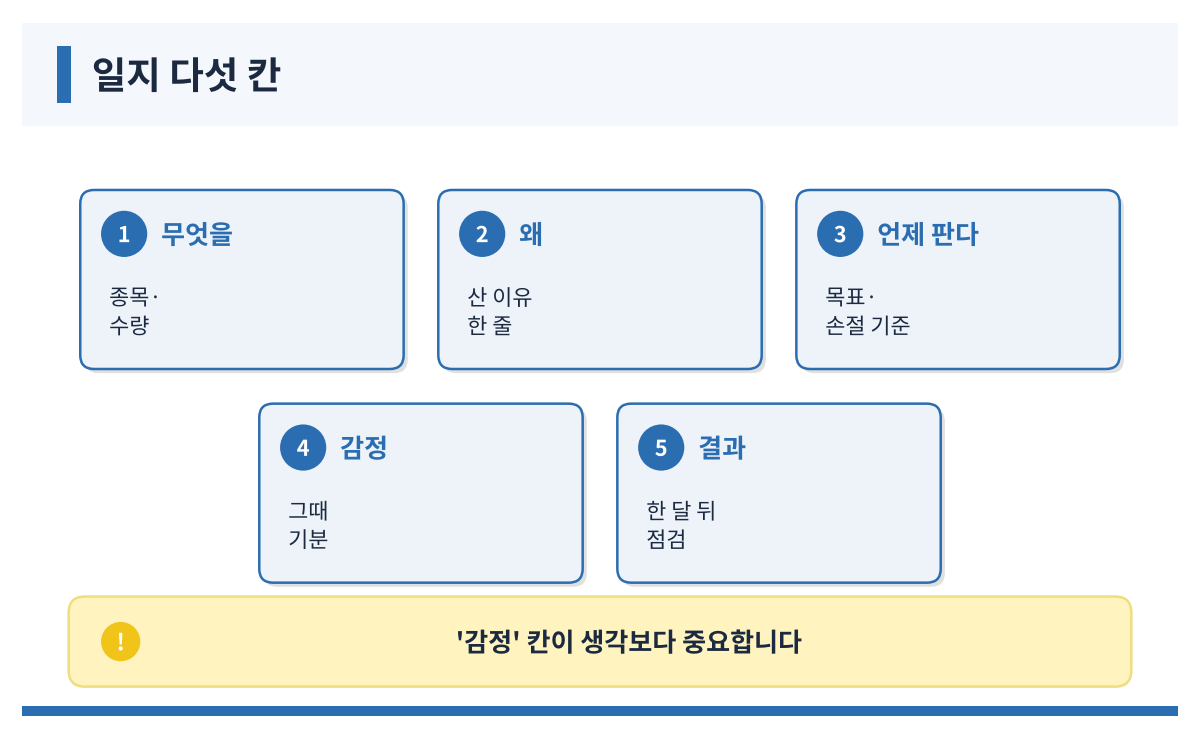 일지 다섯 칸
1 무엇을
종목·
수량
2 왜
산 이유
한 줄
3 언제 판다
목표·
손절 기준
4 감정
그때
기분
5 결과
한 달 뒤
점검
! '감정' 칸이 생각보다 중요합니다